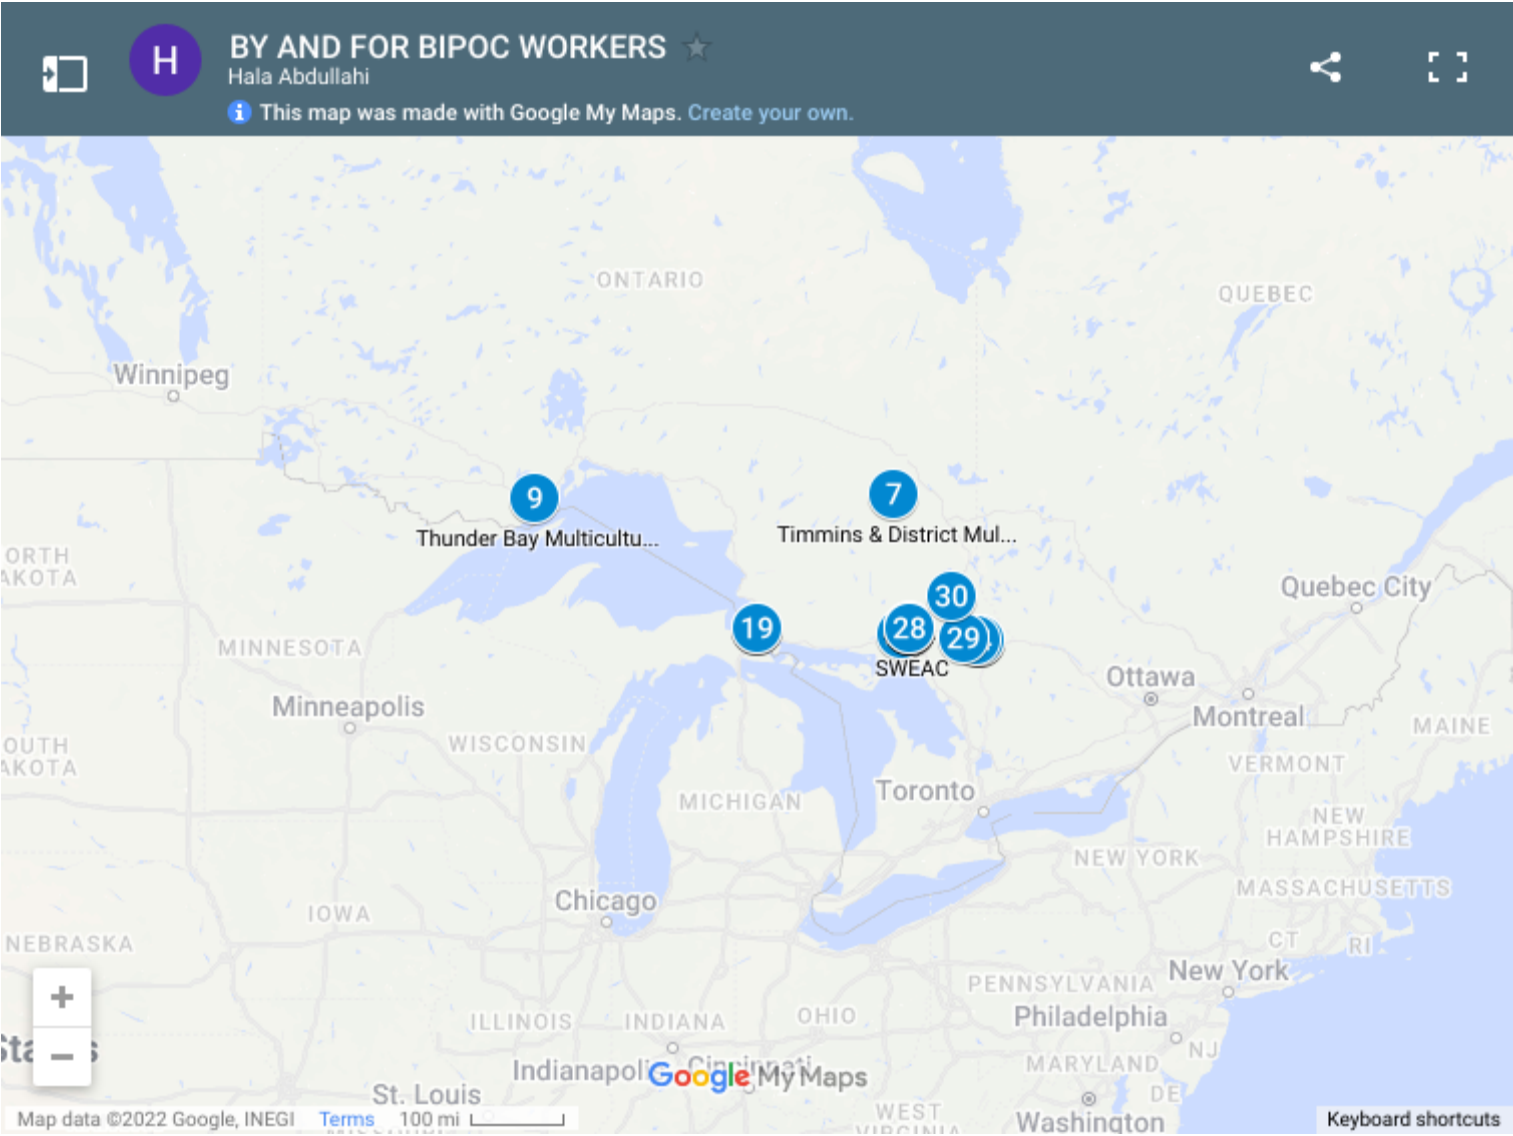 H
BY AND FOR BIPOC WORKERS
Hala Abdullahi
This map was made with Google My Maps. Create your own.
ONTARIO
QUEBEC
Winnipeg
9
Thunder Bay Multicultu...
7
Timmins & District Mul...
ORTH
AKOTA
30
Quebec City
19
28
29
SWEAC
MINNESOTA
Ottawa
Minneapolis
Montreal
MAINE
OUTH
AKOTA
WISCONSIN
VERMONT
MICHIGAN
Toronto
NEW
HAMPSHIRE
NEW YORK
MASSACHUSETTS
Chicago
IOWA
NEBRASKA
CT
RI
New York
PENNSYLVANIA
ILLINOIS
INDIANA
OHIO
Philadelphia
NJ
MARYLAND
Google My Maps
St. Louis
DE
WEST
VIRGINIA
Washington
Map data ©2022 Google, INEGI
Terms
100 mi
Keyboard shortcuts